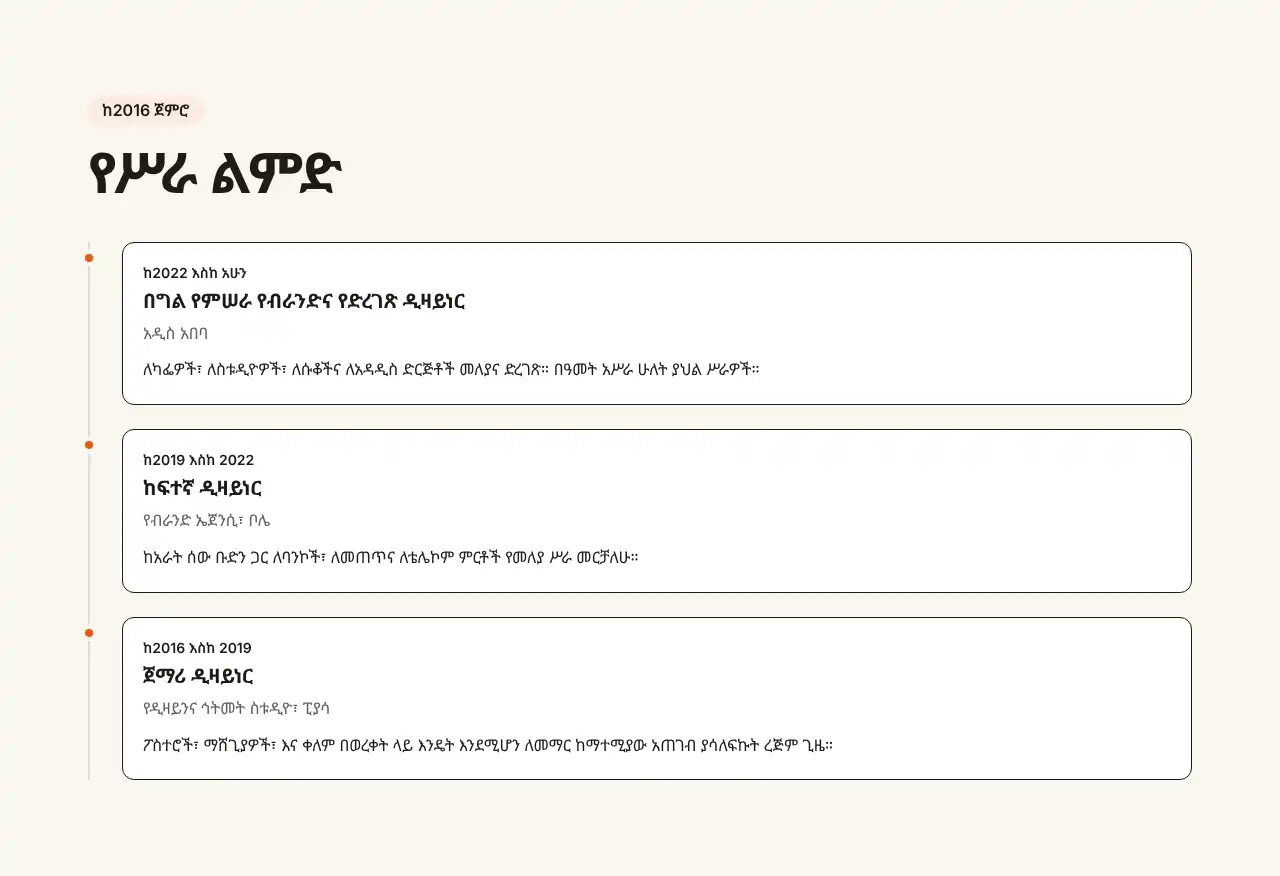 ከ2016 ጀምሮ
የሥራ ልምድ
ከ2022 እስከ አሁን
በግል የምሠራ የብራንድና የድረገጽ ዲዛይነር
አዲስ አበባ
ለካፌዎች፣ ለስቱዲዮዎች፣ ለሱቆችና ለአዳዲስ ድርጅቶች መለያና ድረገጽ። በዓመት አሥራ ሁለት ያህል ሥራዎች።
ከ2019 እስከ 2022
ከፍተኛ ዲዛይነር
የብራንድ ኤጀንሲ፣ ቦሌ
ከአራት ሰው ቡድን ጋር ለባንኮች፣ ለመጠጥና ለቴሌኮም ምርቶች የመለያ ሥራ መርቻለሁ።
ከ2016 እስከ 2019
ጀማሪ ዲዛይነር
የዲዛይንና ኅትመት ስቱዲዮ፣ ፒያሳ
ፖስተሮች፣ ማሸጊያዎች፣ እና ቀለም በወረቀት ላይ እንዴት እንደሚሆን ለመማር ከማተሚያው አጠገብ ያሳለፍኩት ረጅም ጊዜ።